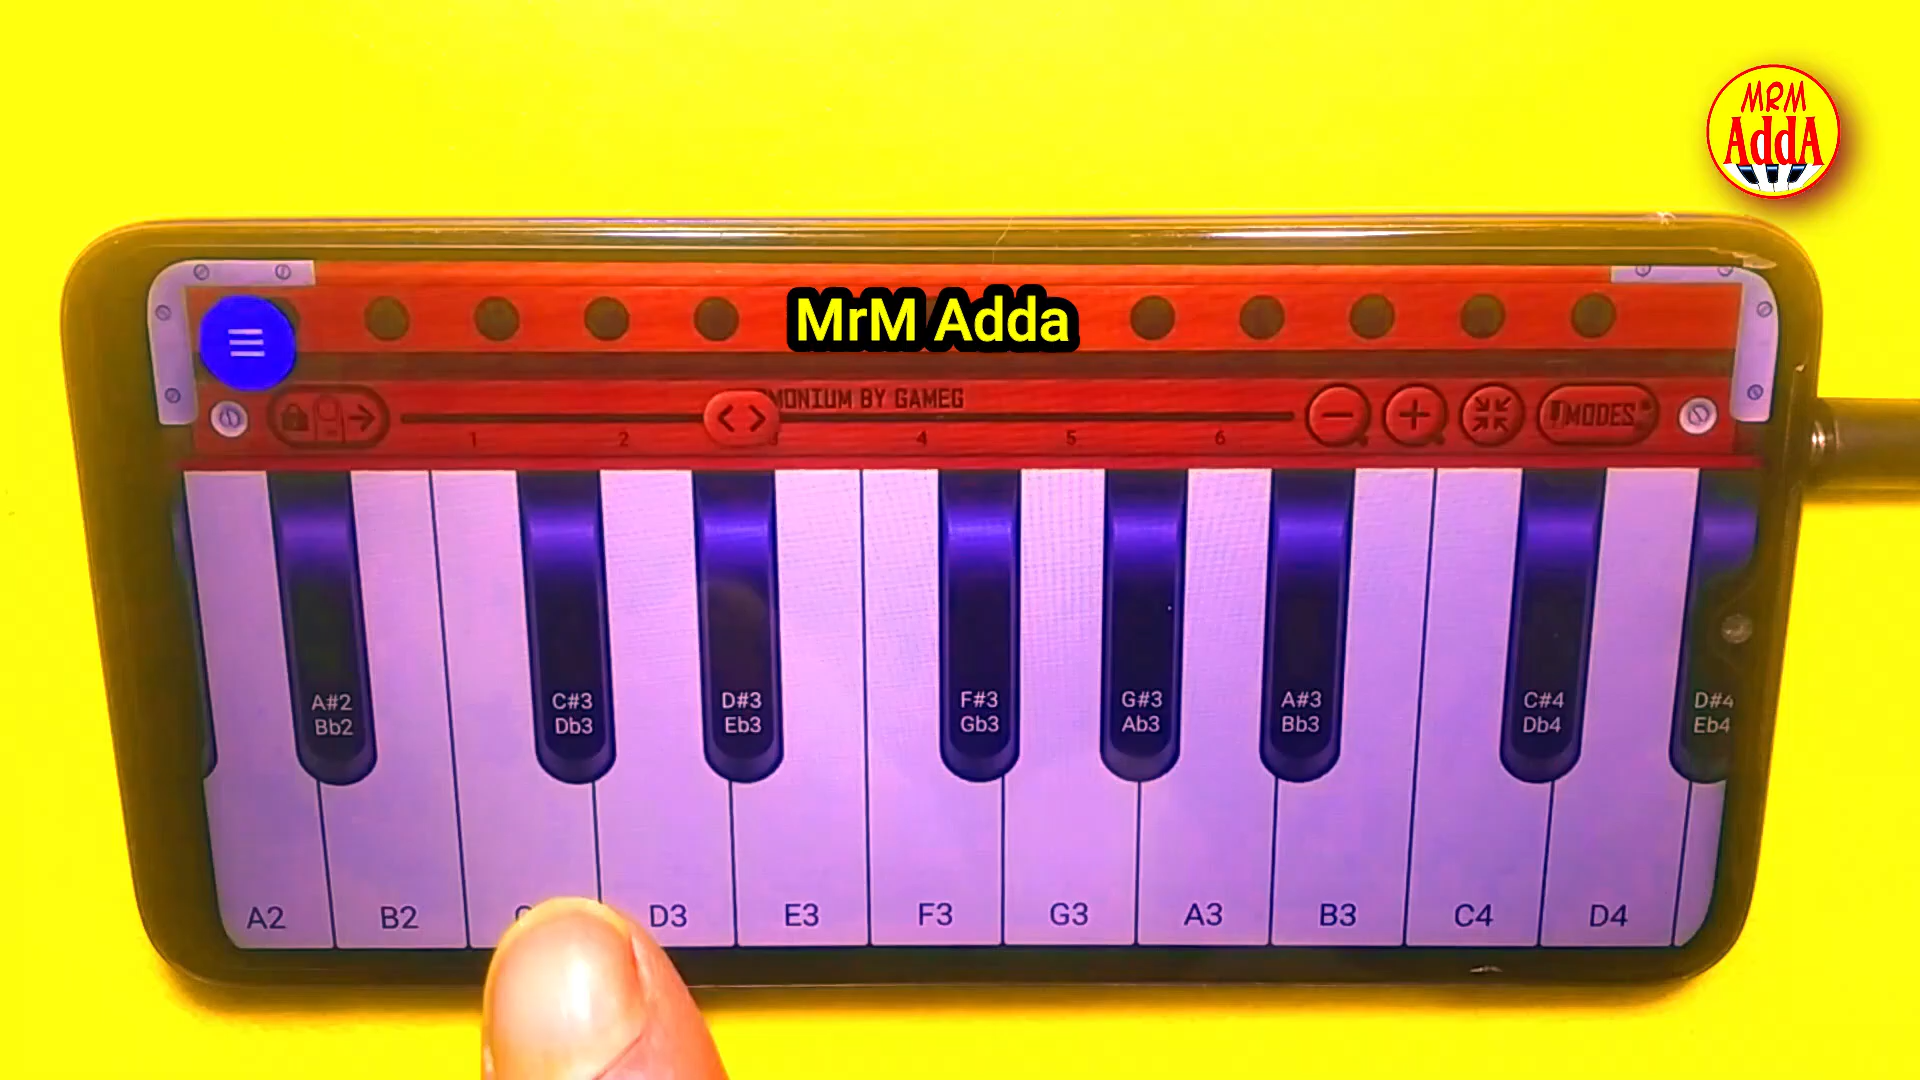 MRM
AddA
MrM Adda
MONIUM BY GAMEG
1 2 3 4 5 6
MODES
A#2
Bb2
C#3
Db3
D#3
Eb3
F#3
Gb3
G#3
Ab3
A#3
Bb3
C#4
Db4
D#4
Eb4
A2 B2 D3 E3 F3 G3 A3 B3 C4 D4